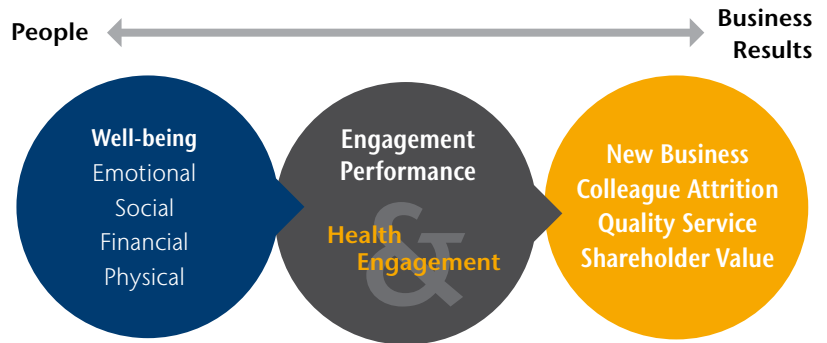 People
Business
Results
Well-being
Emotional
Social
Financial
Physical
Engagement
Performance
&
Health
Engagement
New Business
Colleague Attrition
Quality Service
Shareholder Value